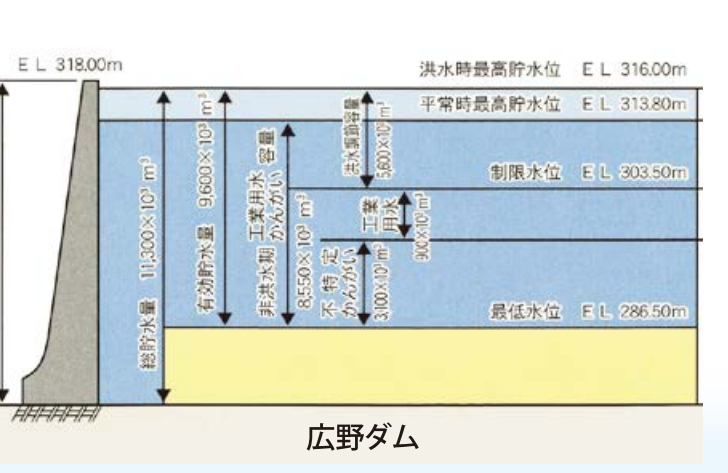 EL 318.00m
洪水時最高貯水位 EL 316.00m
平常時最高貯水位 EL 313.80m
制限水位 EL 303.50m
最低水位 EL 286.50m
総貯水量 11,300×10³ m³
有効貯水量 9,600×10³ m³
非洪水期 工業用水 かんがい 容量
8,550×10³ m³
洪水調節容量
5,600×10³ m³
工業
用水
900×10³ m³
不特定
かんがい
3,100×10³ m³
広野ダム